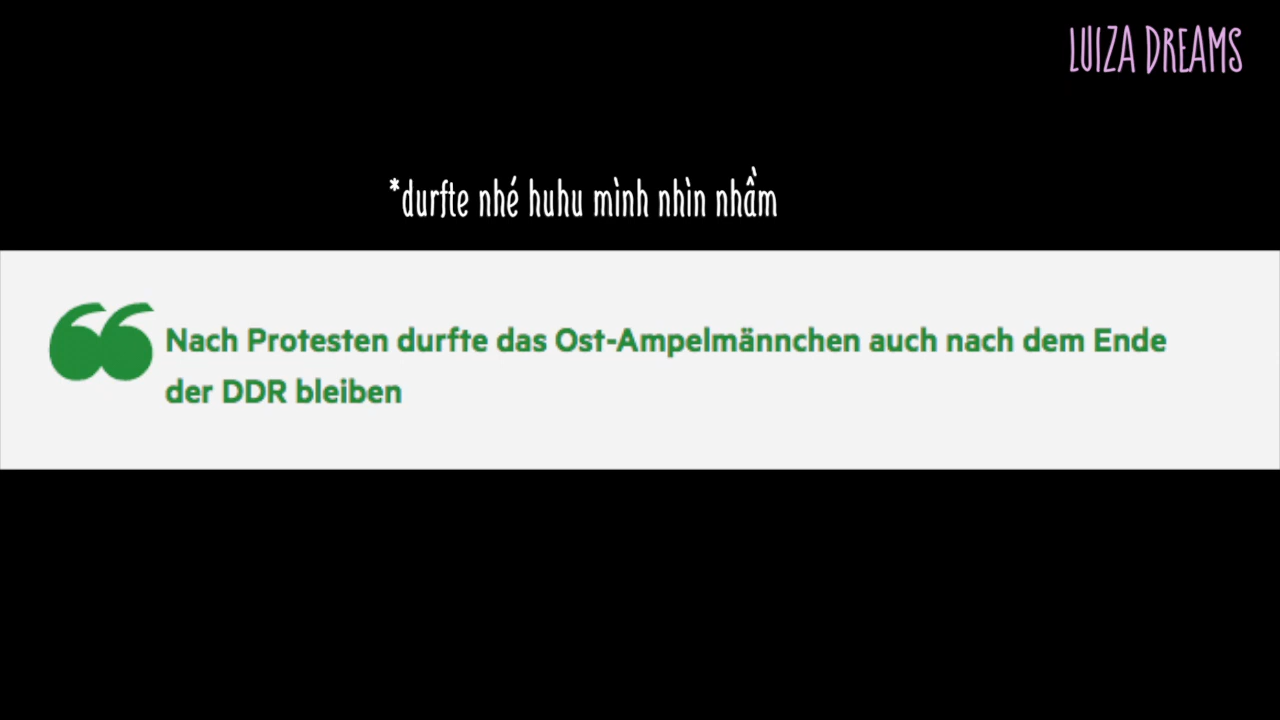 LUIZA DREAMS
*durfte nhé huhu mình nhìn nhầm
Nach Protesten durfte das Ost-Ampelmännchen auch nach dem Ende
der DDR bleiben